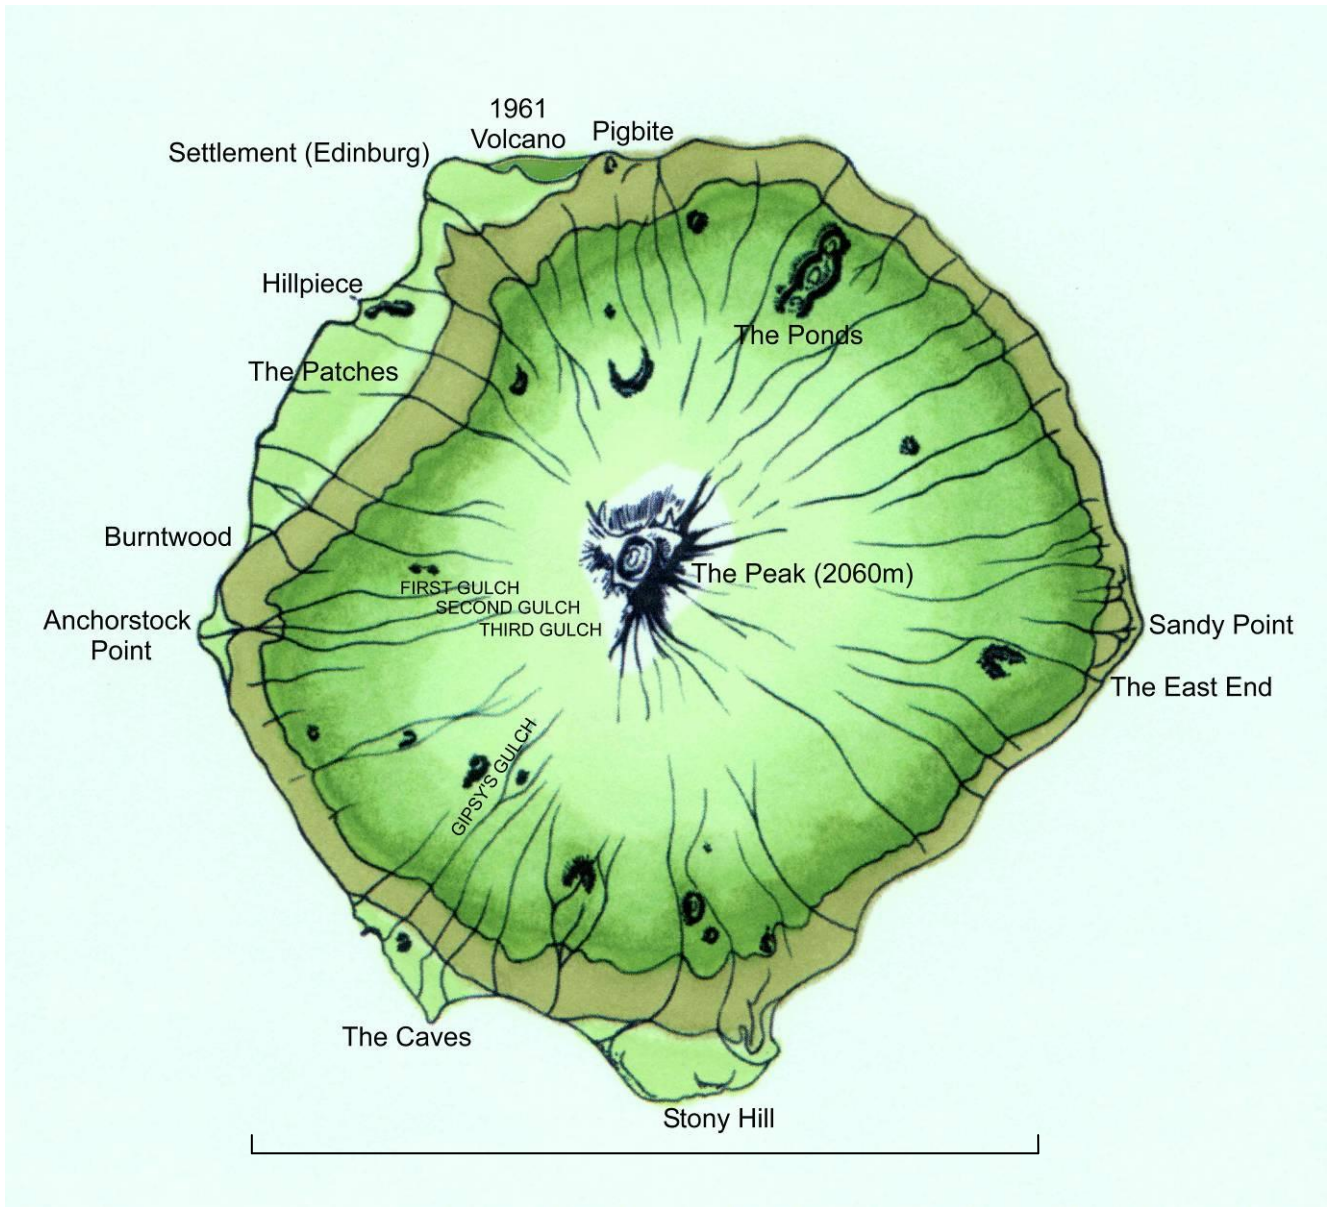 1961
Volcano
Pigbite
Settlement (Edinburg)
Hillpiece
The Ponds
The Patches
Burntwood
The Peak (2060m)
FIRST GULCH
SECOND GULCH
THIRD GULCH
Anchorstock
Point
Sandy Point
The East End
GIPSY'S GULCH
The Caves
Stony Hill